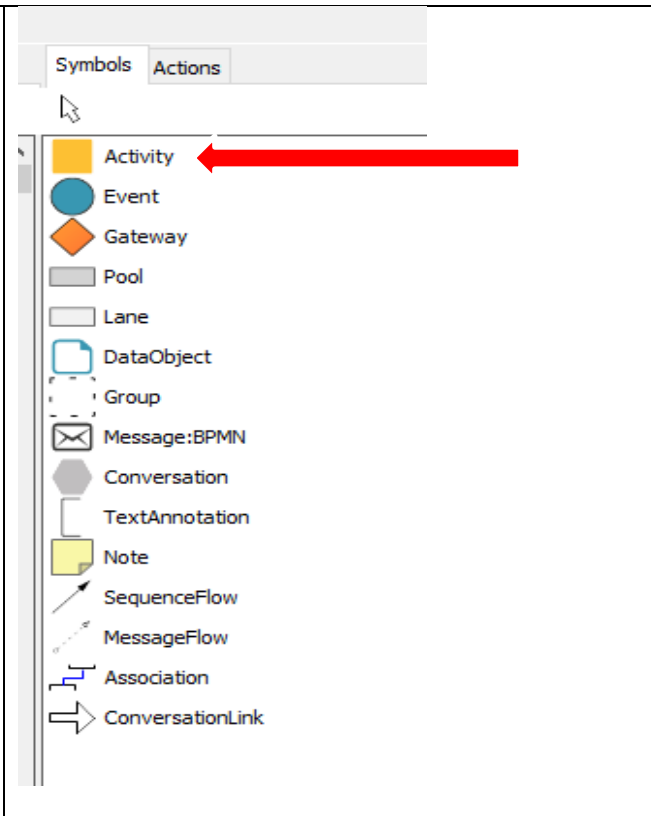 Symbols Actions
Activity
Event
Gateway
Pool
Lane
DataObject
Group
Message:BPMN
Conversation
TextAnnotation
Note
SequenceFlow
MessageFlow
Association
ConversationLink